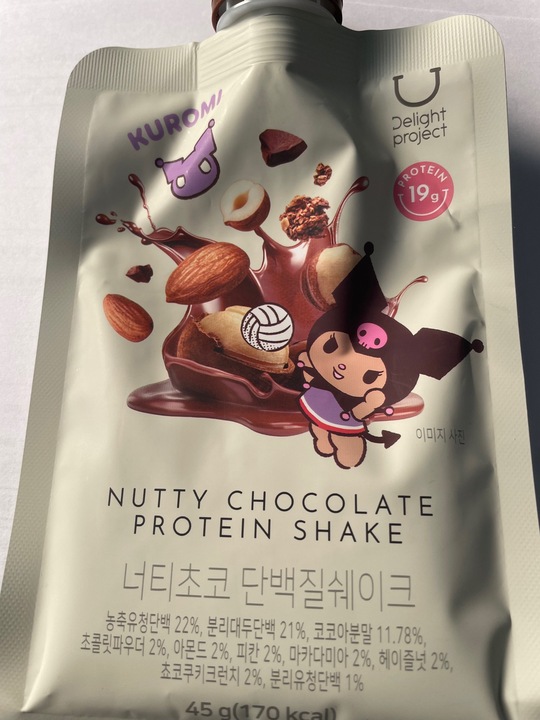 KUROMI
Delight
project
PROTEIN
19g
이미지 사진
NUTTY CHOCOLATE
PROTEIN SHAKE
너티초코 단백질쉐이크
농축유청단백 22%, 분리대두단백 21%, 코코아분말 11.78%,
초콜릿파우더 2%, 아몬드 2%, 피칸 2%, 마카다미아 2%, 헤이즐넛 2%,
쵸코쿠키크런치 2%, 분리유청단백 1%
45 g(170 kcal)